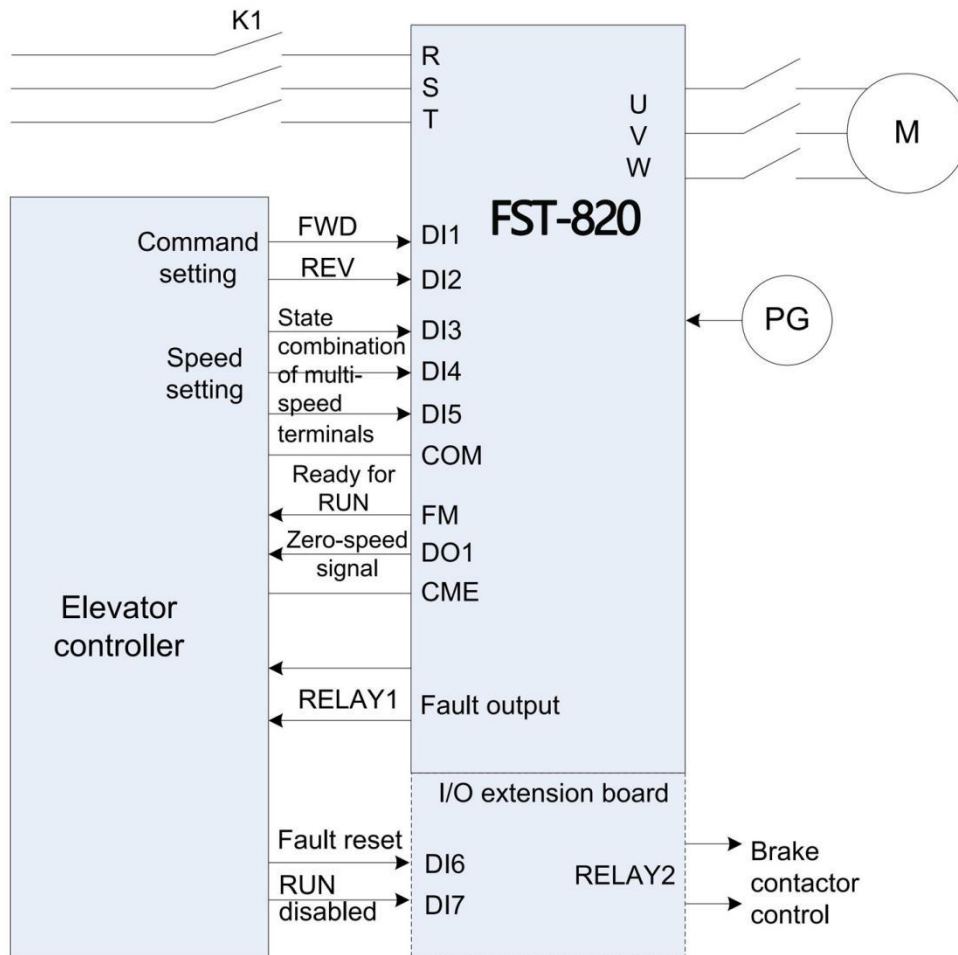 K1
R
S
T
U
V
W
M
FST-820
Command
setting
FWD
DI1
REV
DI2
PG
Speed
setting
State
combination
of multi-
speed
terminals
DI3
DI4
DI5
COM
Ready for
RUN
FM
Zero-speed
signal
DO1
CME
Elevator
controller
RELAY1
Fault output
I/O extension board
Fault reset
DI6
RUN
disabled
DI7
RELAY2
Brake
contactor
control